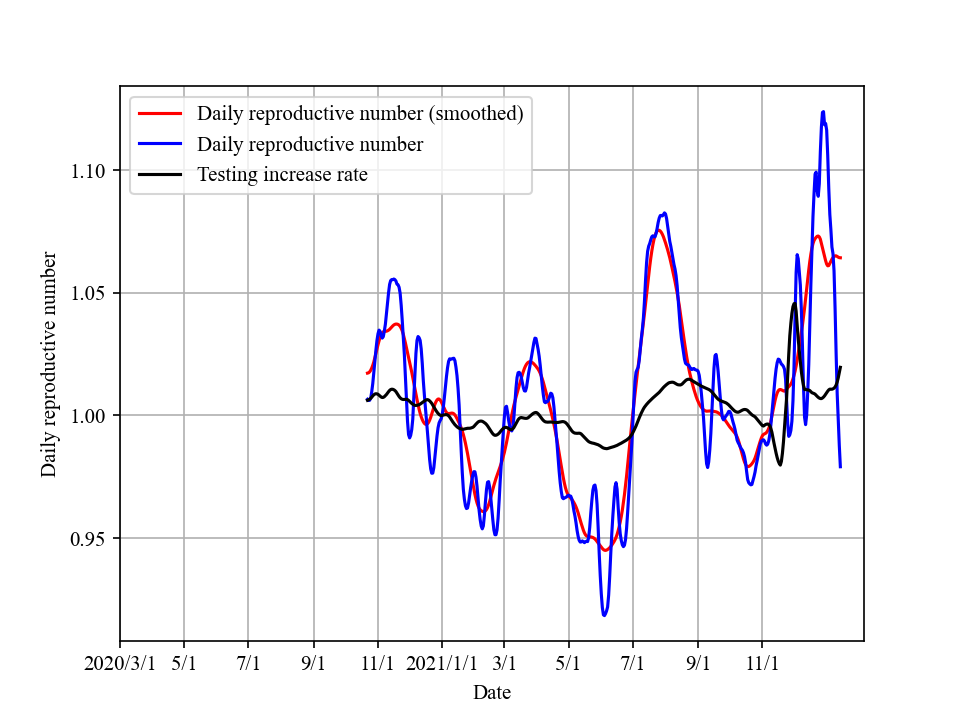 Daily reproductive number (smoothed)
Daily reproductive number
Testing increase rate
Daily reproductive number
1.10
1.05
1.00
0.95
2020/3/1 5/1 7/1 9/1 11/1 2021/1/1 3/1 5/1 7/1 9/1 11/1
Date